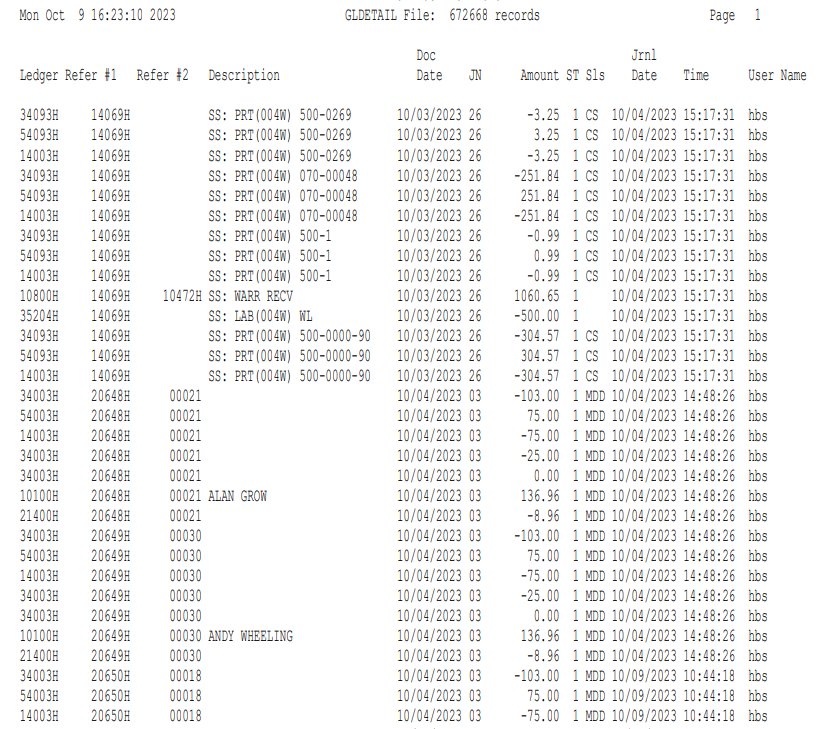 Mon Oct  9 16:23:10 2023    GLDETAIL File:  672668 records    Page   1
Doc    Jrnl
Ledger Refer #1   Refer #2   Description    Date    JN    Amount ST Sls    Date    Time    User Name
34093H     14069H            SS: PRT(004W) 500-0269       10/03/2023 26      -3.25  1 CS  10/04/2023 15:17:31  hbs
54093H     14069H            SS: PRT(004W) 500-0269       10/03/2023 26       3.25  1 CS  10/04/2023 15:17:31  hbs
14003H     14069H            SS: PRT(004W) 500-0269       10/03/2023 26      -3.25  1 CS  10/04/2023 15:17:31  hbs
34093H     14069H            SS: PRT(004W) 070-00048      10/03/2023 26    -251.84  1 CS  10/04/2023 15:17:31  hbs
54093H     14069H            SS: PRT(004W) 070-00048      10/03/2023 26     251.84  1 CS  10/04/2023 15:17:31  hbs
14003H     14069H            SS: PRT(004W) 070-00048      10/03/2023 26    -251.84  1 CS  10/04/2023 15:17:31  hbs
34093H     14069H            SS: PRT(004W) 500-1          10/03/2023 26      -0.99  1 CS  10/04/2023 15:17:31  hbs
54093H     14069H            SS: PRT(004W) 500-1          10/03/2023 26       0.99  1 CS  10/04/2023 15:17:31  hbs
14003H     14069H            SS: PRT(004W) 500-1          10/03/2023 26      -0.99  1 CS  10/04/2023 15:17:31  hbs
10800H     14069H     10472H SS: WARR RECV                10/03/2023 26    1060.65  1     10/04/2023 15:17:31  hbs
35204H     14069H            SS: LAB(004W) WL             10/03/2023 26    -500.00  1     10/04/2023 15:17:31  hbs
34093H     14069H            SS: PRT(004W) 500-0000-90    10/03/2023 26    -304.57  1 CS  10/04/2023 15:17:31  hbs
54093H     14069H            SS: PRT(004W) 500-0000-90    10/03/2023 26     304.57  1 CS  10/04/2023 15:17:31  hbs
14003H     14069H            SS: PRT(004W) 500-0000-90    10/03/2023 26    -304.57  1 CS  10/04/2023 15:17:31  hbs
34003H     20648H      00021                              10/04/2023 03    -103.00  1 MDD 10/04/2023 14:48:26  hbs
54003H     20648H      00021                              10/04/2023 03      75.00  1 MDD 10/04/2023 14:48:26  hbs
14003H     20648H      00021                              10/04/2023 03     -75.00  1 MDD 10/04/2023 14:48:26  hbs
34003H     20648H      00021                              10/04/2023 03     -25.00  1 MDD 10/04/2023 14:48:26  hbs
34003H     20648H      00021                              10/04/2023 03       0.00  1 MDD 10/04/2023 14:48:26  hbs
10100H     20648H      00021 ALAN GROW                    10/04/2023 03     136.96  1 MDD 10/04/2023 14:48:26  hbs
21400H     20648H      00021                              10/04/2023 03      -8.96  1 MDD 10/04/2023 14:48:26  hbs
34003H     20649H      00030                              10/04/2023 03    -103.00  1 MDD 10/04/2023 14:48:26  hbs
54003H     20649H      00030                              10/04/2023 03      75.00  1 MDD 10/04/2023 14:48:26  hbs
14003H     20649H      00030                              10/04/2023 03     -75.00  1 MDD 10/04/2023 14:48:26  hbs
34003H     20649H      00030                              10/04/2023 03     -25.00  1 MDD 10/04/2023 14:48:26  hbs
34003H     20649H      00030                              10/04/2023 03       0.00  1 MDD 10/04/2023 14:48:26  hbs
10100H     20649H      00030 ANDY WHEELING                10/04/2023 03     136.96  1 MDD 10/04/2023 14:48:26  hbs
21400H     20649H      00030                              10/04/2023 03      -8.96  1 MDD 10/04/2023 14:48:26  hbs
34003H     20650H      00018                              10/04/2023 03    -103.00  1 MDD 10/09/2023 10:44:18  hbs
54003H     20650H      00018                              10/04/2023 03      75.00  1 MDD 10/09/2023 10:44:18  hbs
14003H     20650H      00018                              10/04/2023 03     -75.00  1 MDD 10/09/2023 10:44:18  hbs